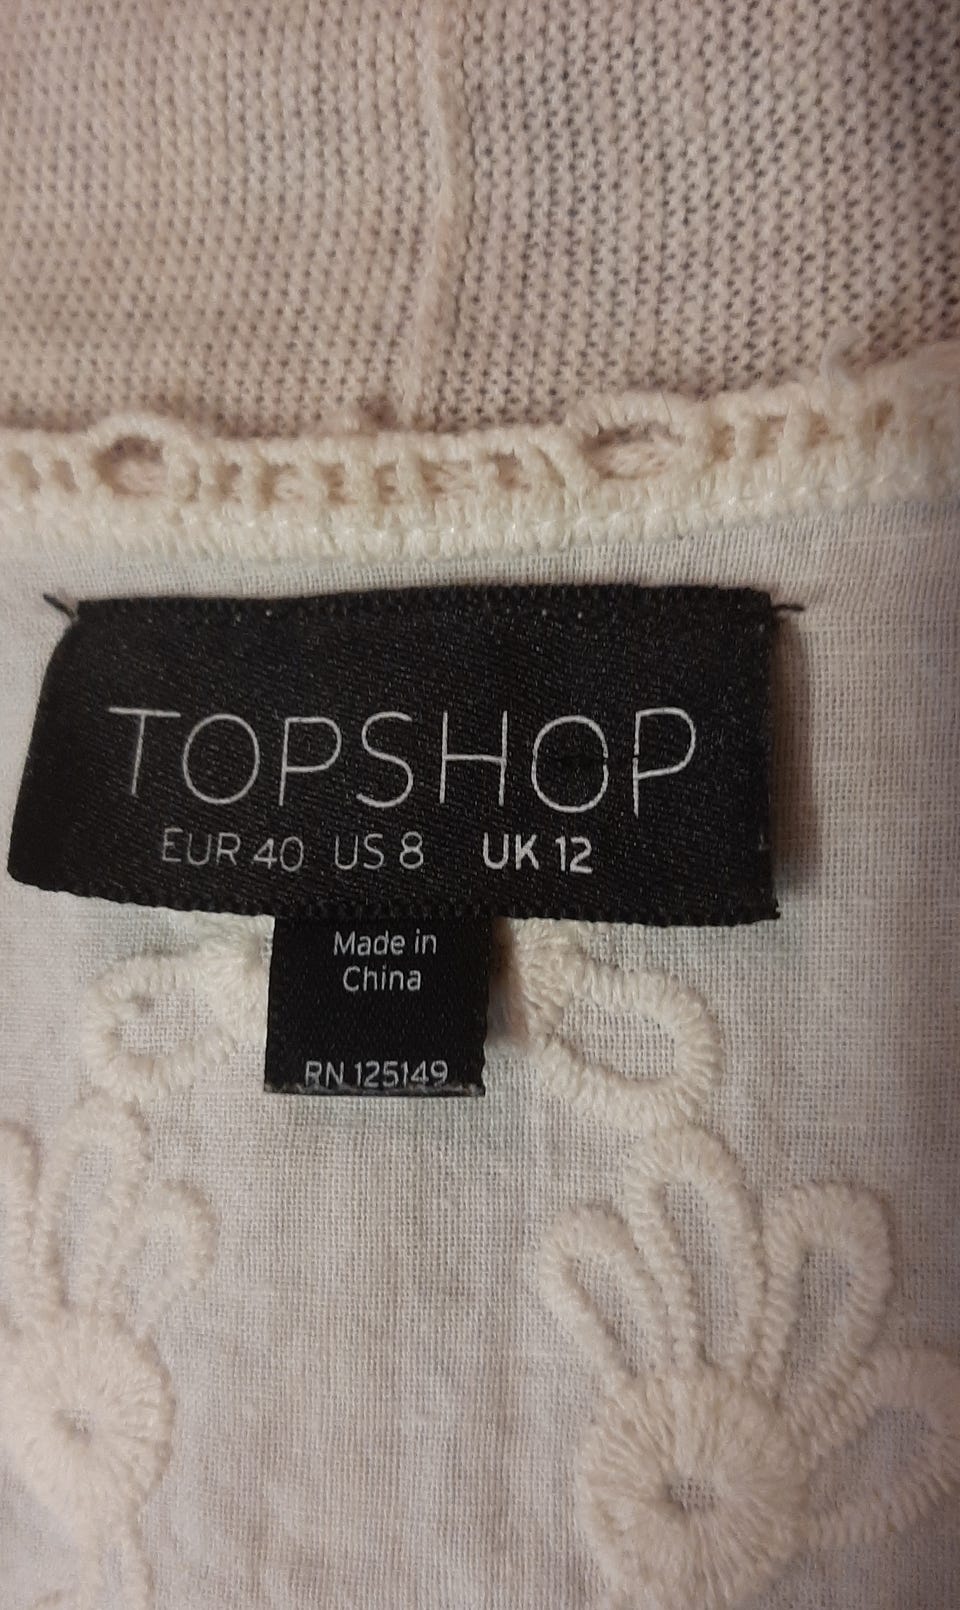 TOPSHOP
EUR 40 US 8 UK 12
Made in
China
RN 125149